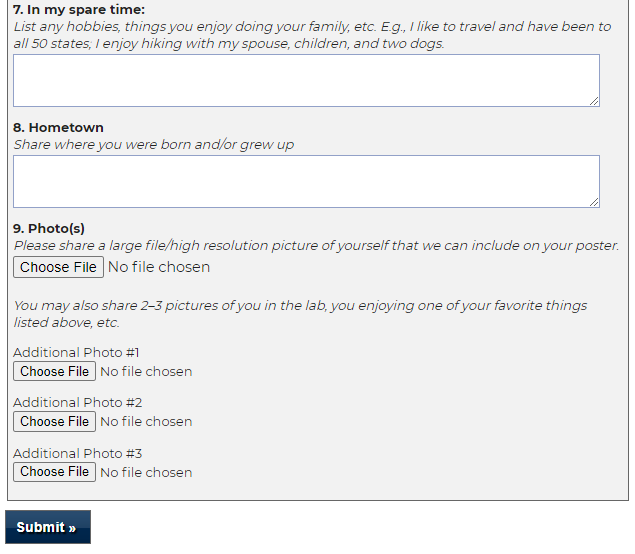 7. In my spare time:
List any hobbies, things you enjoy doing your family, etc. E.g., I like to travel and have been to
all 50 states; I enjoy hiking with my spouse, children, and two dogs.
8. Hometown
Share where you were born and/or grew up
9. Photo(s)
Please share a large file/high resolution picture of yourself that we can include on your poster.
Choose File No file chosen
You may also share 2–3 pictures of you in the lab, you enjoying one of your favorite things
listed above, etc.
Additional Photo #1
Choose File No file chosen
Additional Photo #2
Choose File No file chosen
Additional Photo #3
Choose File No file chosen
Submit »